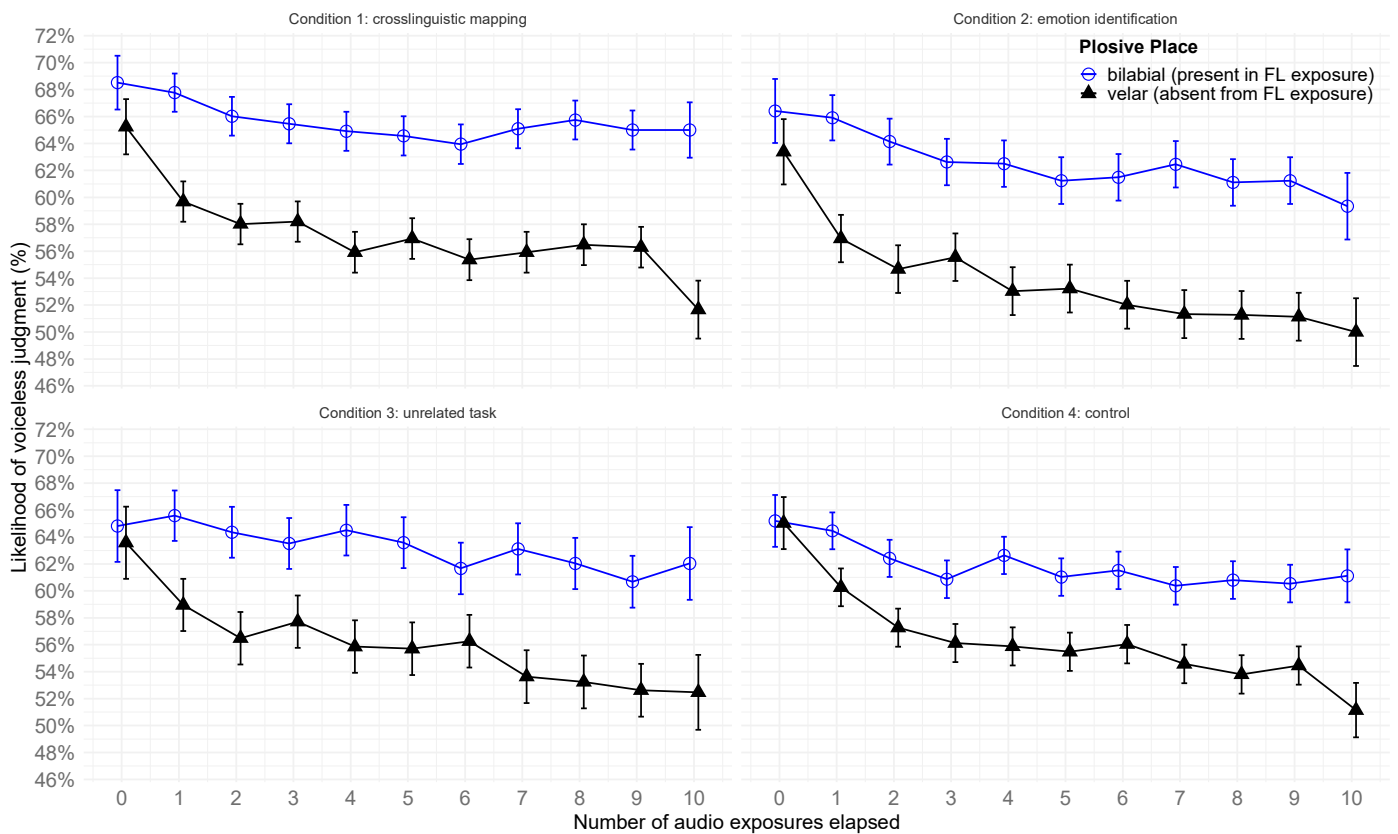 Condition 1: crosslinguistic mapping
Condition 2: emotion identification
Plosive Place
bilabial (present in FL exposure)
velar (absent from FL exposure)
72%
70%
68%
66%
64%
62%
60%
58%
56%
54%
52%
50%
48%
46%
Likelihood of voiceless judgment (%)
Condition 3: unrelated task
Condition 4: control
72%
70%
68%
66%
64%
62%
60%
58%
56%
54%
52%
50%
48%
46%
0 1 2 3 4 5 6 7 8 9 10
0 1 2 3 4 5 6 7 8 9 10
Number of audio exposures elapsed